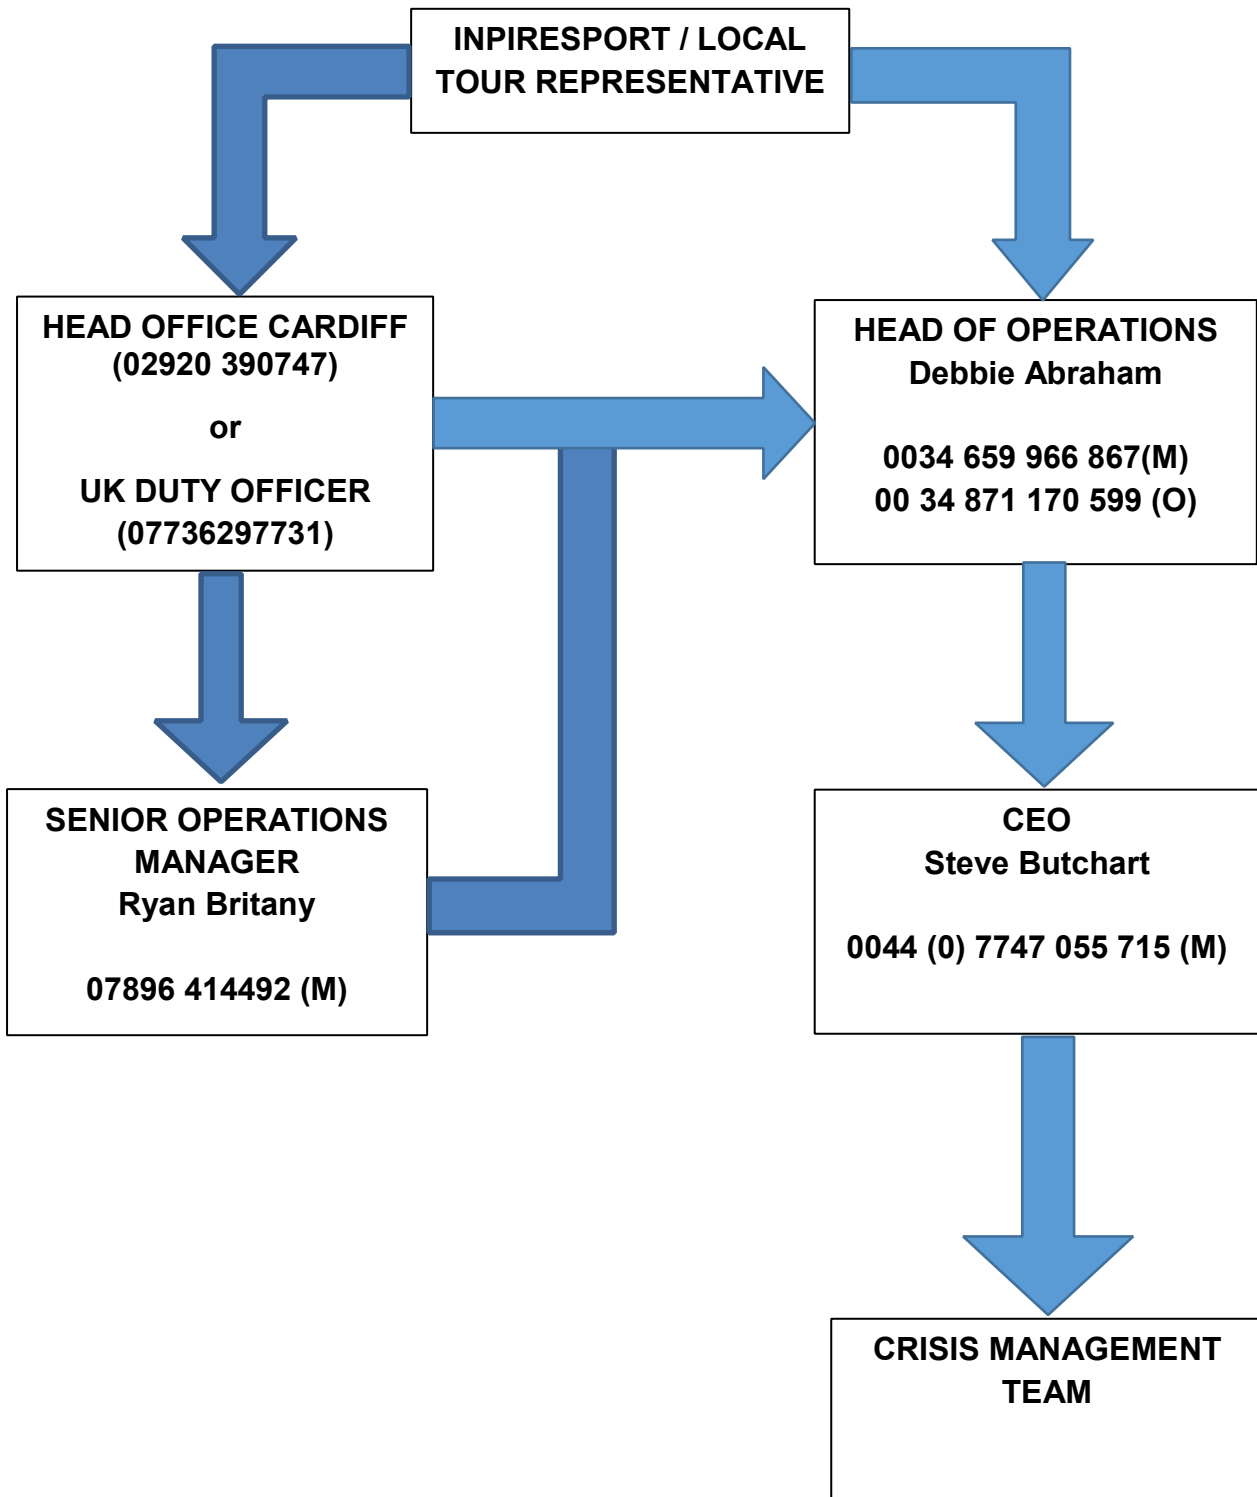 INPIRESPORT / LOCAL
TOUR REPRESENTATIVE
HEAD OFFICE CARDIFF
(02920 390747)
or
UK DUTY OFFICER
(07736297731)
HEAD OF OPERATIONS
Debbie Abraham
0034 659 966 867(M)
00 34 871 170 599 (O)
SENIOR OPERATIONS
MANAGER
Ryan Britany
07896 414492 (M)
CEO
Steve Butchart
0044 (0) 7747 055 715 (M)
CRISIS MANAGEMENT
TEAM